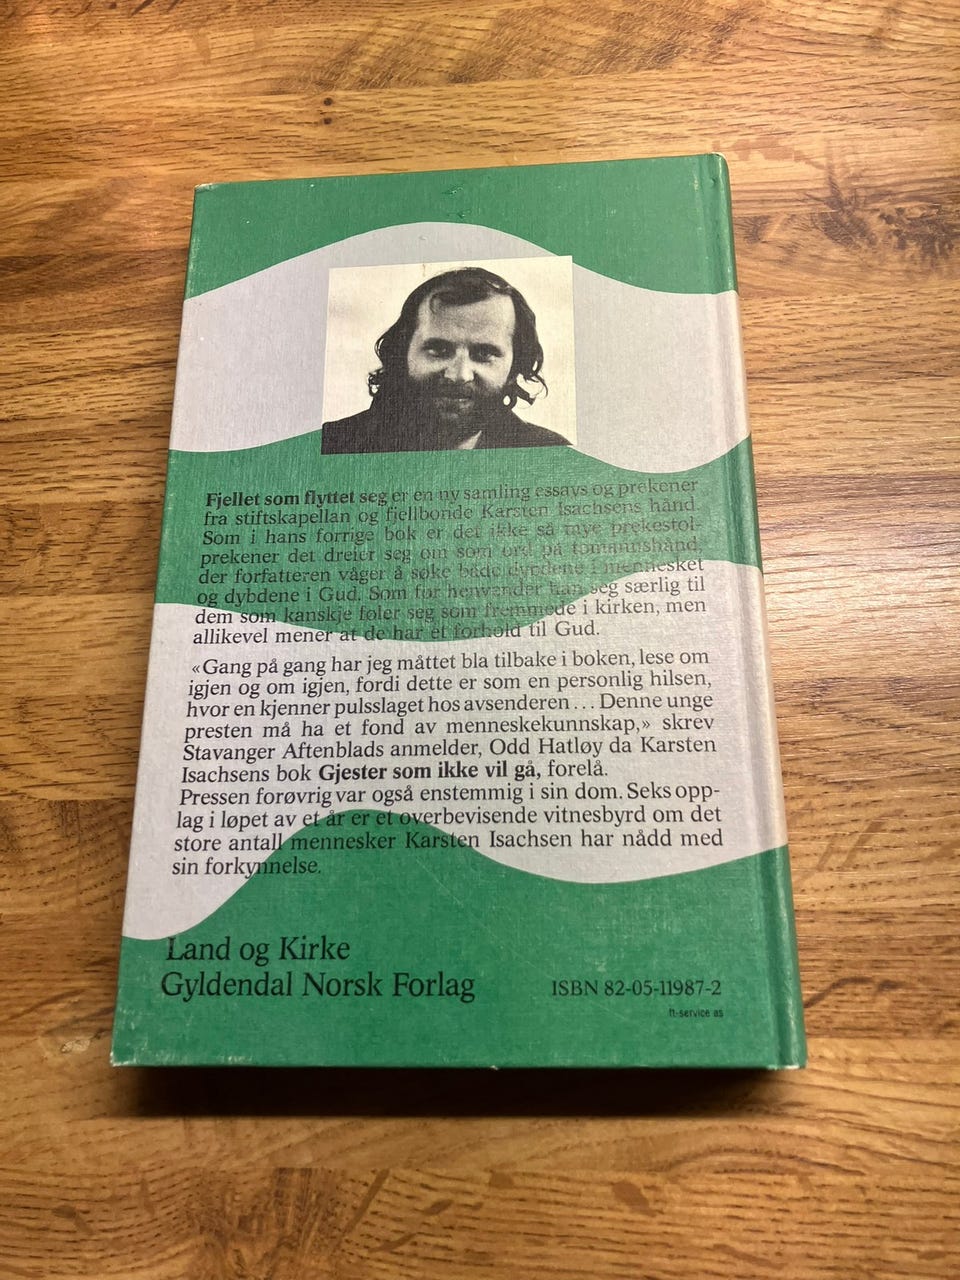 Fjellet som flyttet seg er en ny samling essays og prekener
fra stiftskapellan og fjellbonde Karsten Isachsens hånd.
Som i hans forrige bok er det ikke så mye prekestol-
prekener det dreier seg om som ord på tomannshånd,
der forfatteren våger å søke både dypdene i mennesket
og dybdene i Gud. Som før henvender han seg særlig til
dem som kanskje føler seg som fremmede i kirken, men
allikevel mener at de har et forhold til Gud.
«Gang på gang har jeg måttet bla tilbake i boken, lese om
igjen og om igjen, fordi dette er som en personlig hilsen,
hvor en kjenner pulsslaget hos avsenderen... Denne unge
presten må ha et fond av menneskekunnskap,» skrev
Stavanger Aftenblads anmelder, Odd Hatløy da Karsten
Isachsens bok Gjester som ikke vil gå, forelå.
Pressen forøvrig var også enstemmig i sin dom. Seks opp-
lag i løpet av et år er et overbevisende vitnesbyrd om det
store antall mennesker Karsten Isachsen har nådd med
sin forkynnelse.
Land og Kirke
Gyldendal Norsk Forlag
ISBN 82-05-11987-2
ft-service as